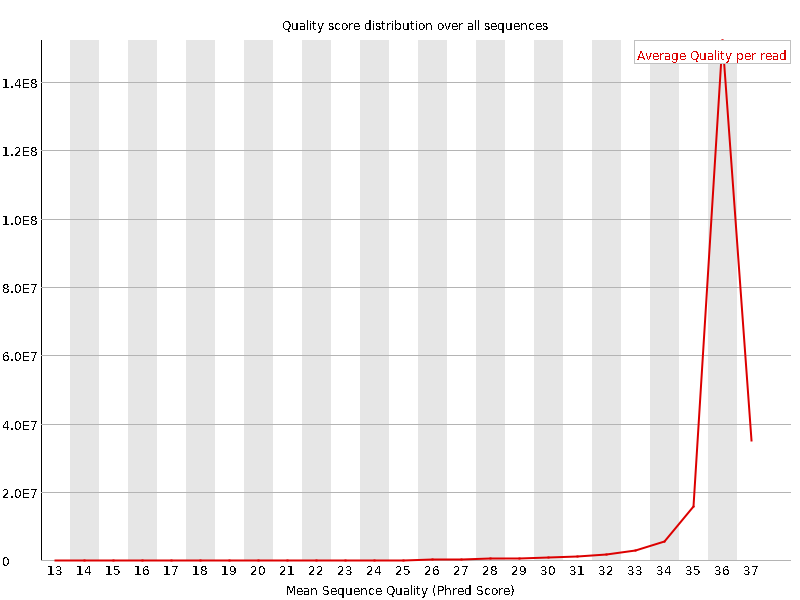 Quality score distribution over all sequences
Average Quality per read
1.4E8
1.2E8
1.0E8
8.0E7
6.0E7
4.0E7
2.0E7
0
13 14 15 16 17 18 19 20 21 22 23 24 25 26 27 28 29 30 31 32 33 34 35 36 37
Mean Sequence Quality (Phred Score)